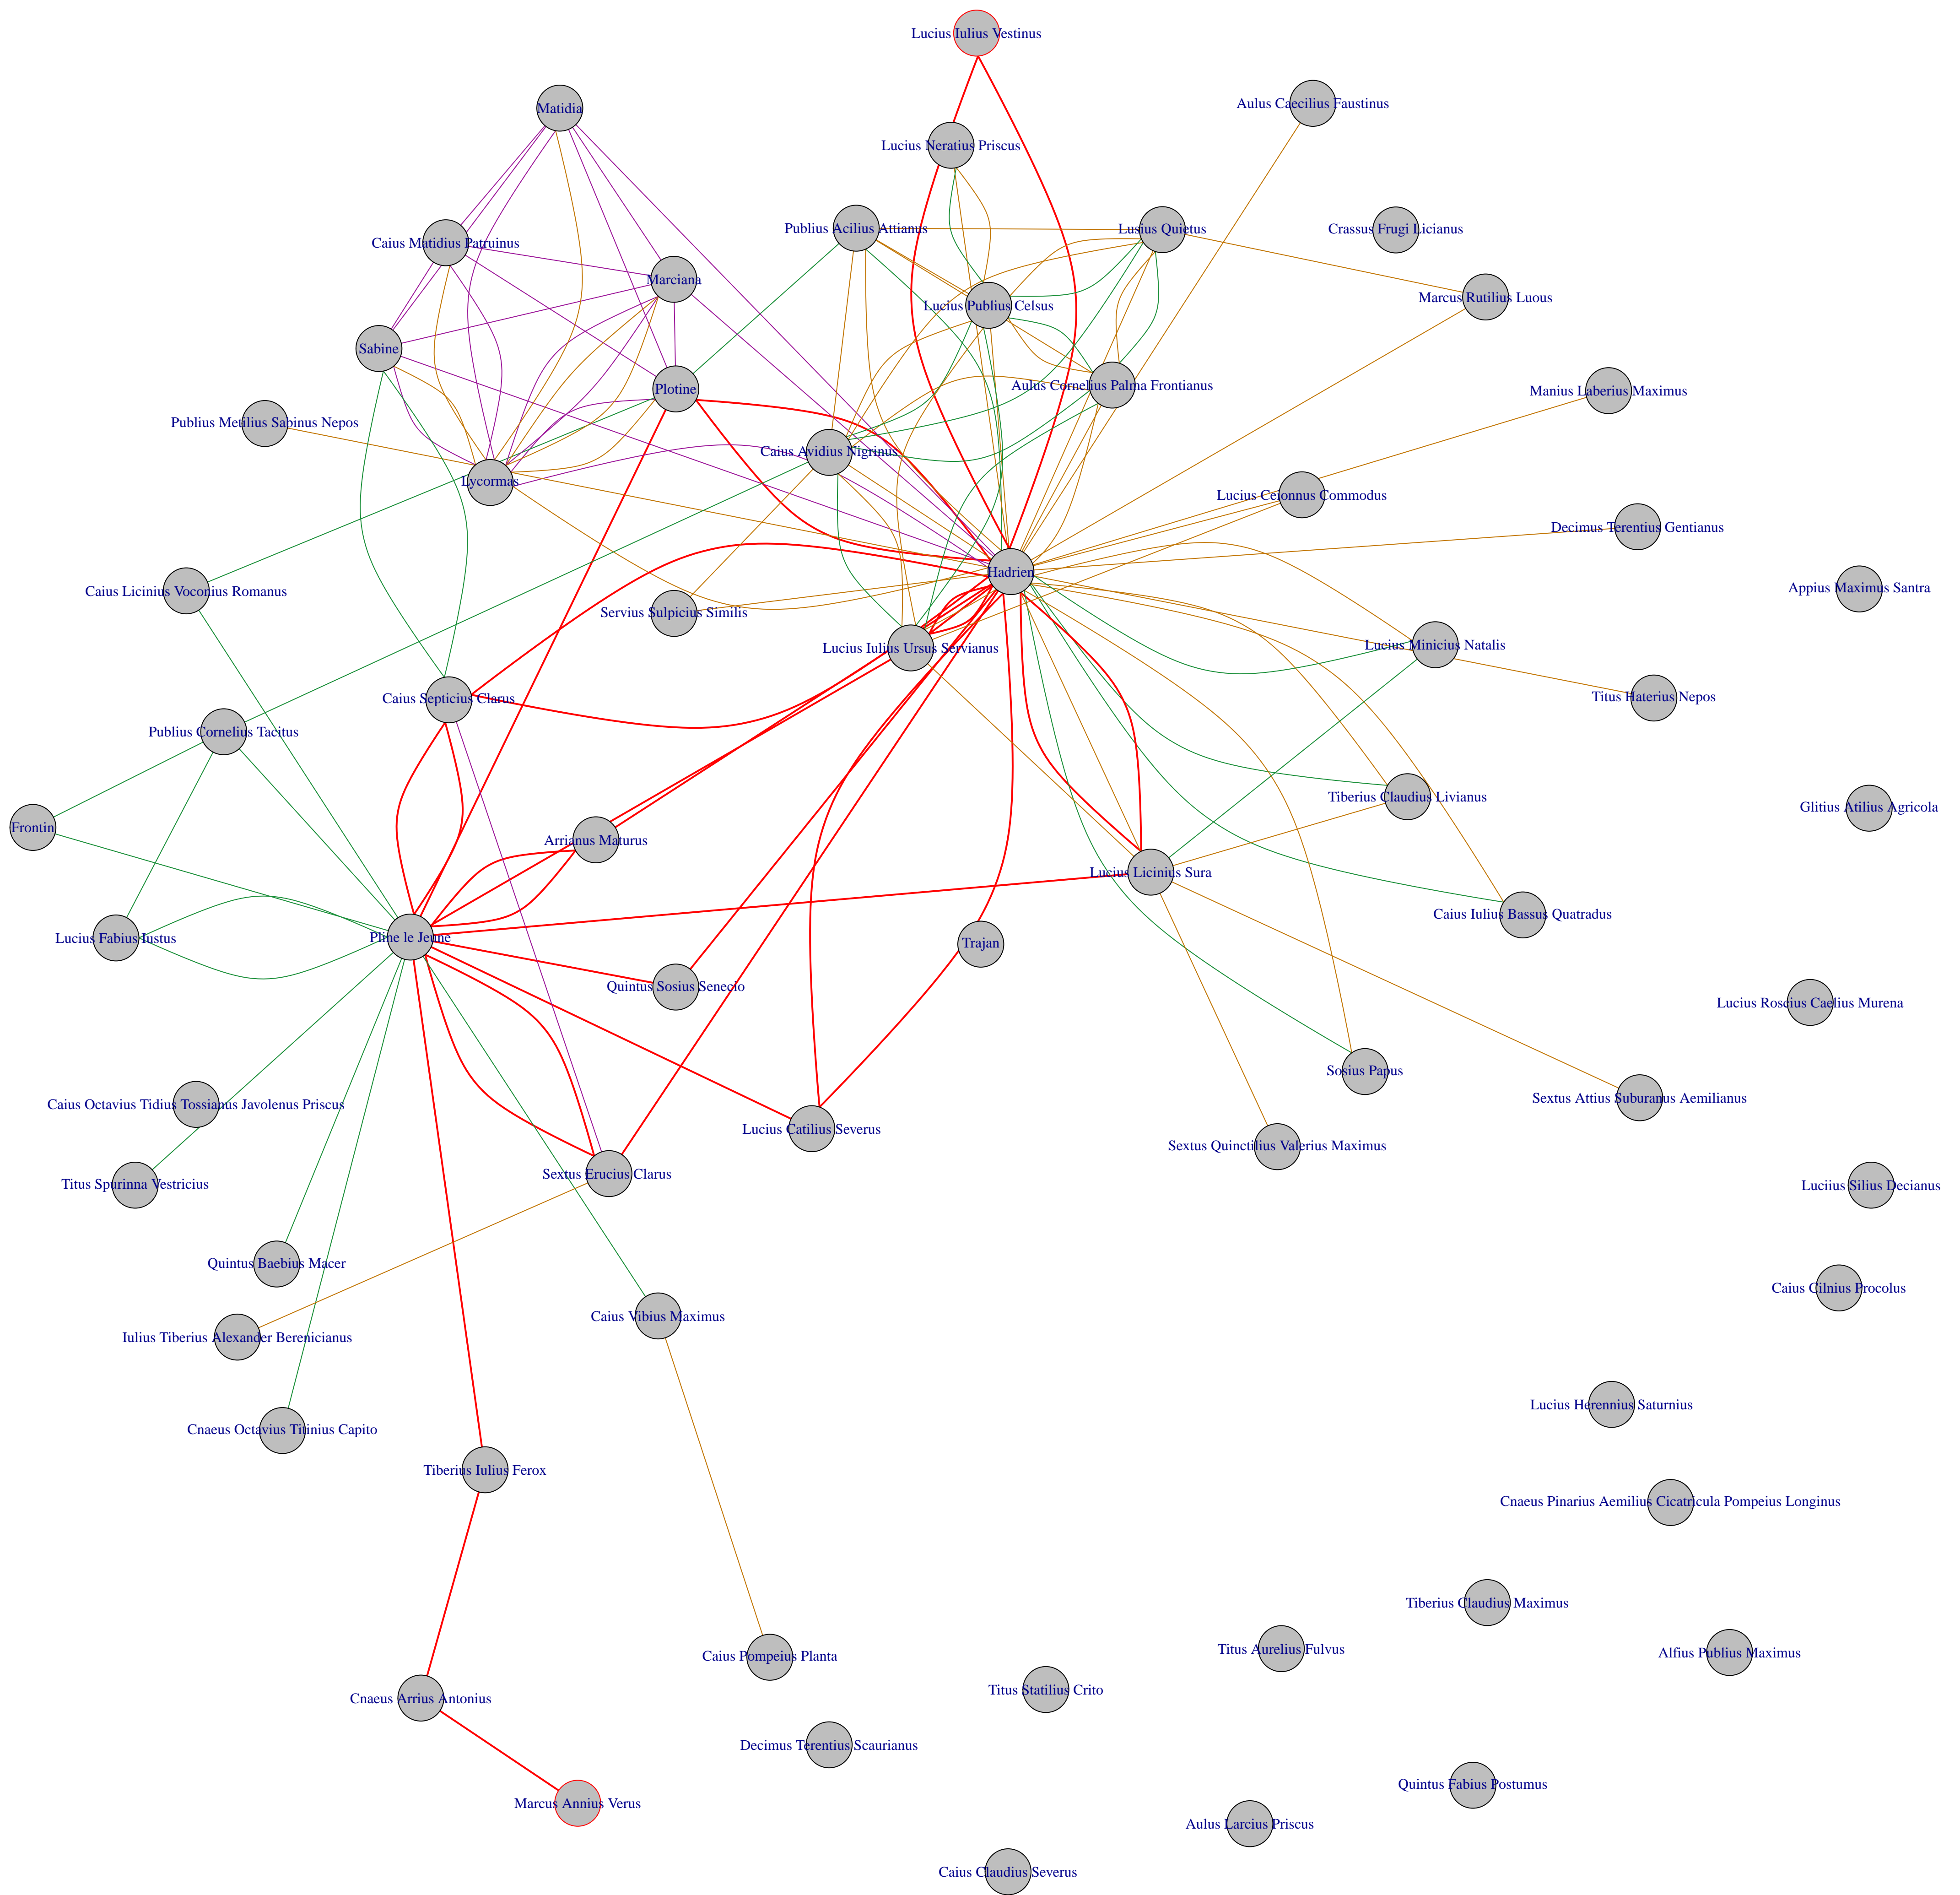 Lucius Iulius Vestinus
Matidia
Aulus Caecilius Faustinus
Lucius Neratius Priscus
Publius Acilius Attianus
Lusius Quietus
Crassus Frugi Licianus
Caius Matidius Patruinus
Marciana
Marcus Rutilius Luous
Lucius Publius Celsus
Sabine
Plotine
Aulus Cornelius Palma Frontianus
Manius Laberius Maximus
Publius Metilius Sabinus Nepos
Caius Avidius Nigrinus
Lycormas
Lucius Ceionnus Commodus
Decimus Terentius Gentianus
Hadrien
Caius Licinius Voconius Romanus
Appius Maximus Santra
Servius Sulpicius Similis
Lucius Iulius Ursus Servianus
Lucius Minicius Natalis
Caius Septicius Clarus
Titus Haterius Nepos
Publius Cornelius Tacitus
Tiberius Claudius Livianus
Glitius Atilius Agricola
Frontin
Arrianus Maturus
Lucius Licinius Sura
Caius Iulius Bassus Quatradus
Lucius Fabius Iustus
Pline le Jeune
Trajan
Quintus Sosius Senecio
Lucius Roscius Caelius Murena
Sosius Papus
Sextus Attius Suburanus Aemilianus
Caius Octavius Tidius Tossianus Javolenus Priscus
Lucius Catilius Severus
Sextus Quinctilius Valerius Maximus
Sextus Erucius Clarus
Titus Spurinna Vestricius
Luciius Silius Decianus
Quintus Baebius Macer
Caius Cilnius Procolus
Caius Vibius Maximus
Iulius Tiberius Alexander Berenicianus
Lucius Herennius Saturnius
Cnaeus Octavius Titinius Capito
Tiberius Iulius Ferox
Cnaeus Pinarius Aemilius Cicatricula Pompeius Longinus
Tiberius Claudius Maximus
Titus Aurelius Fulvus
Alfius Publius Maximus
Caius Pompeius Planta
Titus Statilius Crito
Cnaeus Arrius Antonius
Decimus Terentius Scaurianus
Quintus Fabius Postumus
Marcus Annius Verus
Aulus Larcius Priscus
Caius Claudius Severus